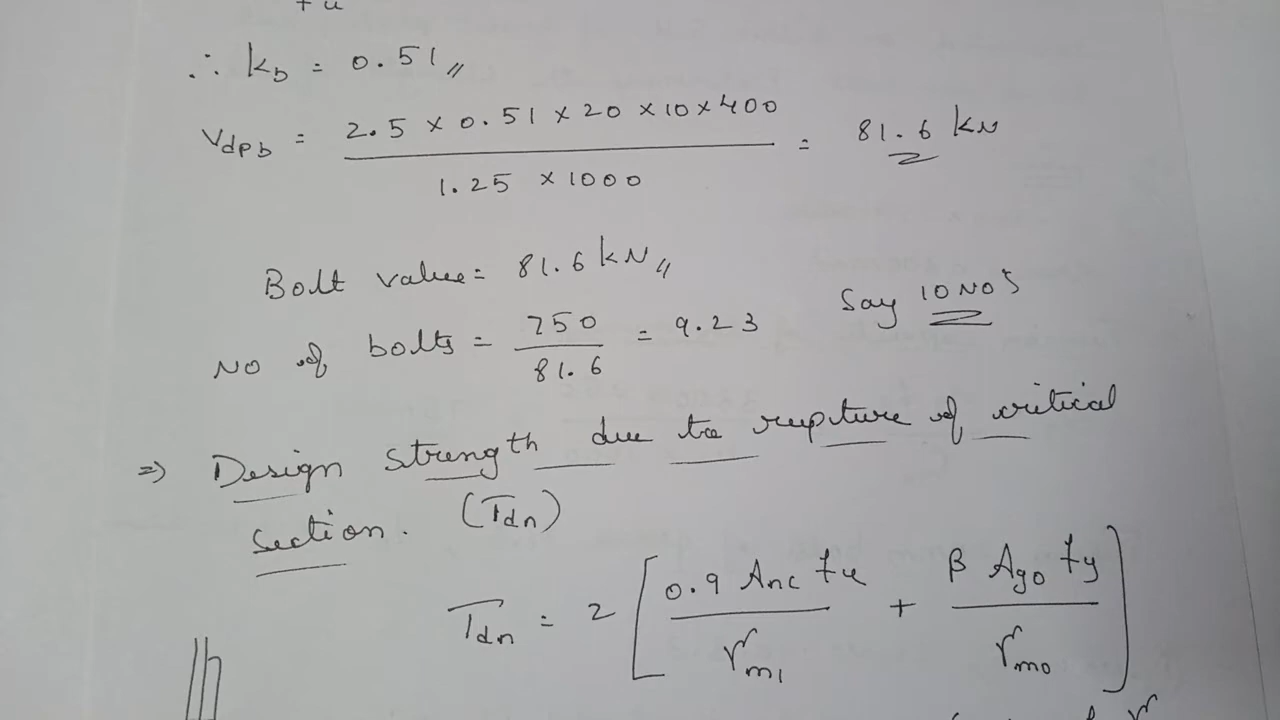 ∴ kb = 0.51
Vdpb = 2.5 × 0.51 × 20 × 10 × 400 / 1.25 × 1000 = 81.6 kN
Bolt value = 81.6 kN
No of bolts = 750 / 81.6 = 9.23 Say 10 NOS
⇒ Design strength due to rupture of critical
section. (Tdn)
Tdn = 2 [ 0.9 Anc fu / γm1 + β Ago fy / γm0 ]